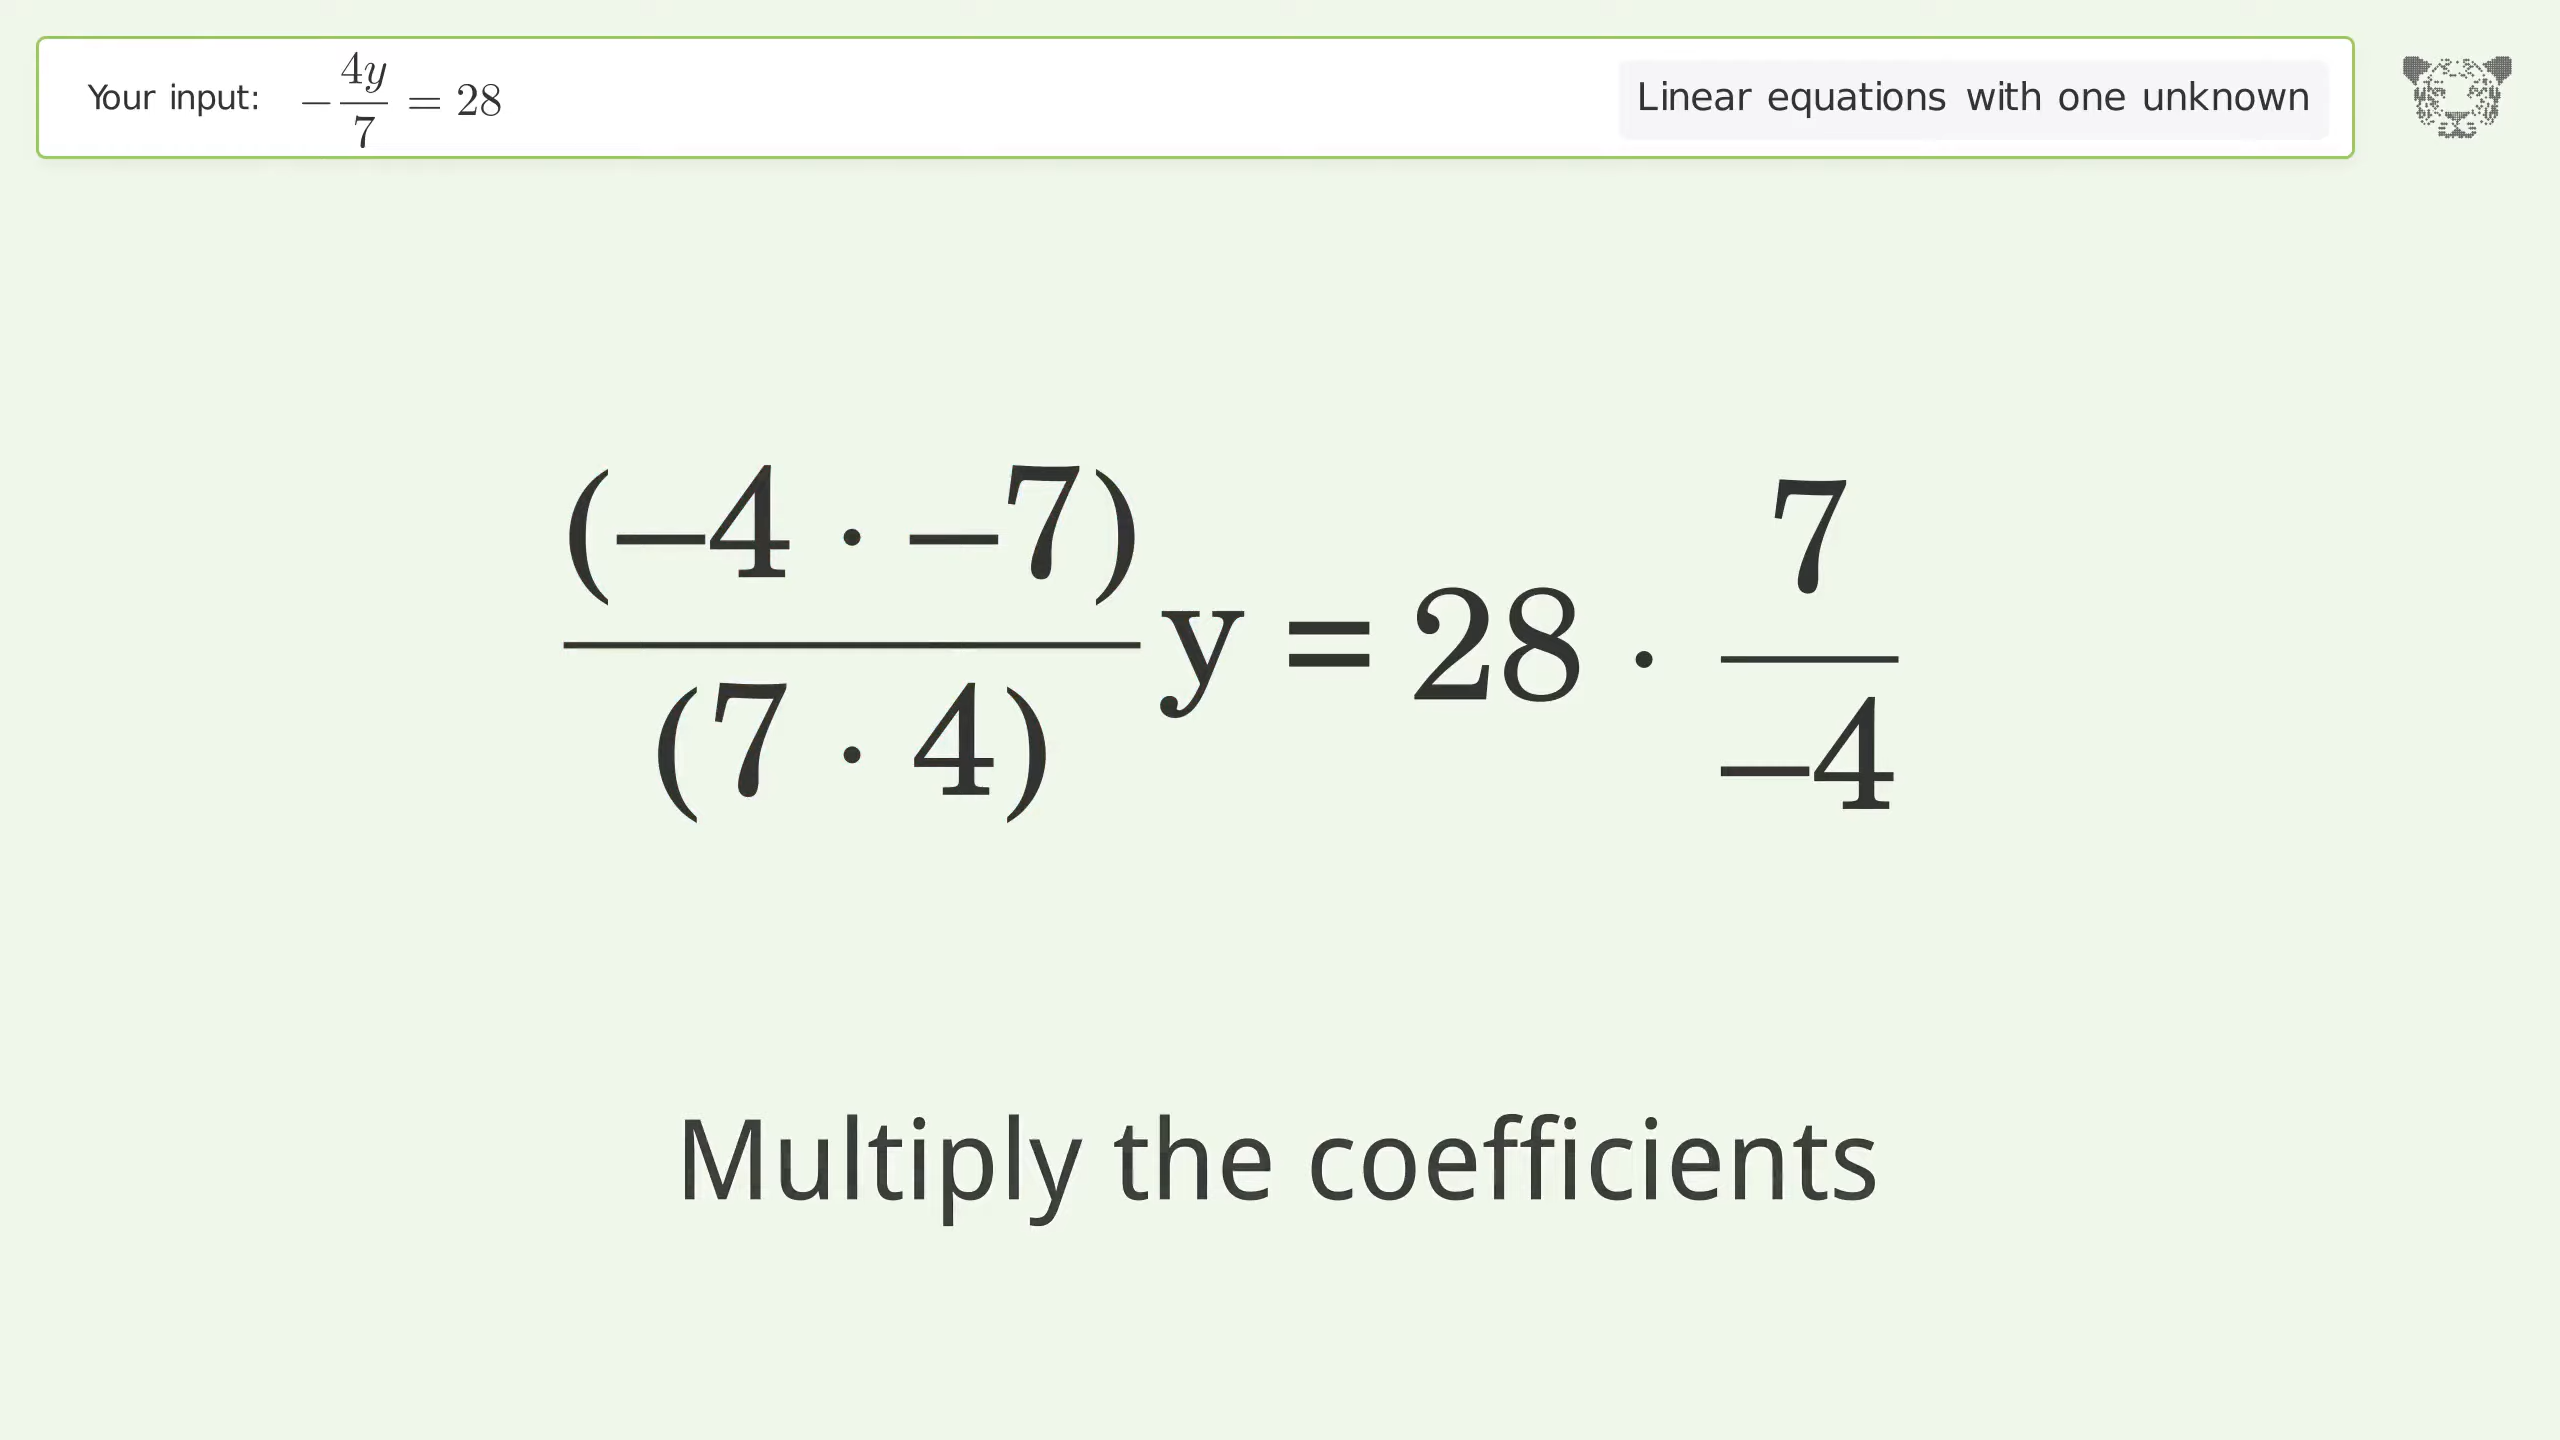 Your input: −4y/7 = 28
Linear equations with one unknown
(−4 · −7)/(7 · 4) y = 28 · 7/−4
Multiply the coefficients